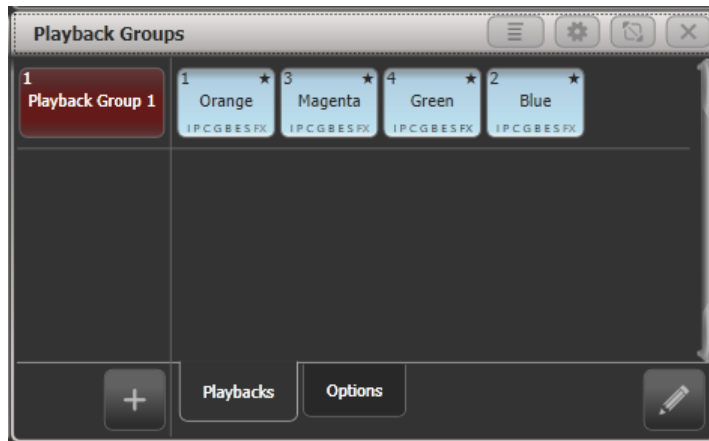 Playback Groups
1
Playback Group 1
1 ★
Orange
IPCGBESFX
3 ★
Magenta
IPCGBESFX
4 ★
Green
IPCGBESFX
2 ★
Blue
IPCGBESFX
+
Playbacks
Options